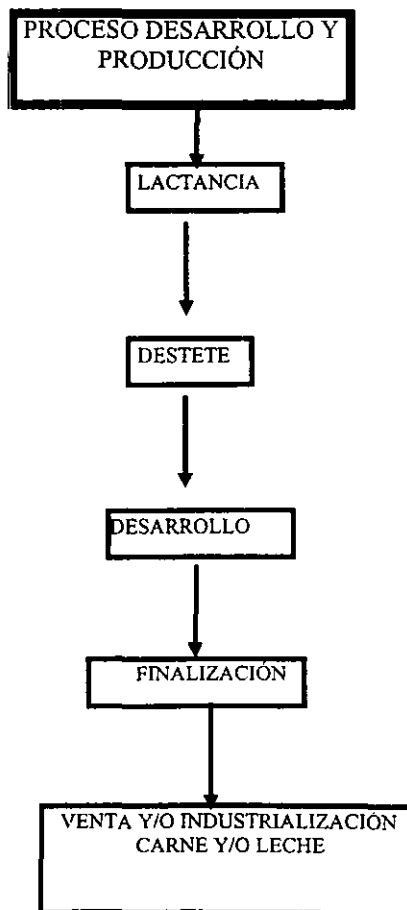 PROCESO DESARROLLO Y
PRODUCCIÓN
LACTANCIA
DESTETE
DESARROLLO
FINALIZACIÓN
VENTA Y/O INDUSTRIALIZACIÓN
CARNE Y/O LECHE